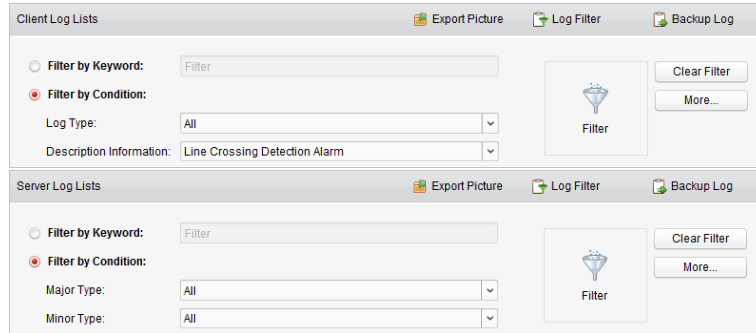 Client Log Lists Export Picture Log Filter Backup Log
Filter by Keyword: Filter
Clear Filter
Filter by Condition:
More...
Log Type: All
Filter
Description Information: Line Crossing Detection Alarm
Server Log Lists Export Picture Log Filter Backup Log
Filter by Keyword: Filter
Clear Filter
Filter by Condition:
More...
Major Type: All
Filter
Minor Type: All